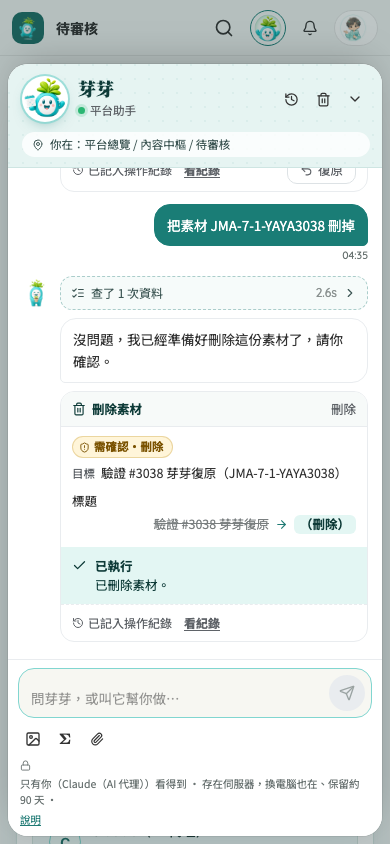 待審核
芽芽
平台助手
你在：平台總覽 / 內容中樞 / 待審核
已記入操作紀錄 看紀錄 復原
把素材 JMA-7-1-YAYA3038 刪掉
04:35
查了 1 次資料 2.6s
沒問題，我已經準備好刪除這份素材了，請你
確認。
刪除素材 刪除
需確認・刪除
目標 驗證 #3038 芽芽復原（JMA-7-1-YAYA3038）
標題
驗證 #3038 芽芽復原 → （刪除）
已執行
已刪除素材。
已記入操作紀錄 看紀錄
問芽芽，或叫它幫你做⋯
只有你（Claude（AI 代理））看得到 ・ 存在伺服器，換電腦也在、保留約
90 天 ・
說明